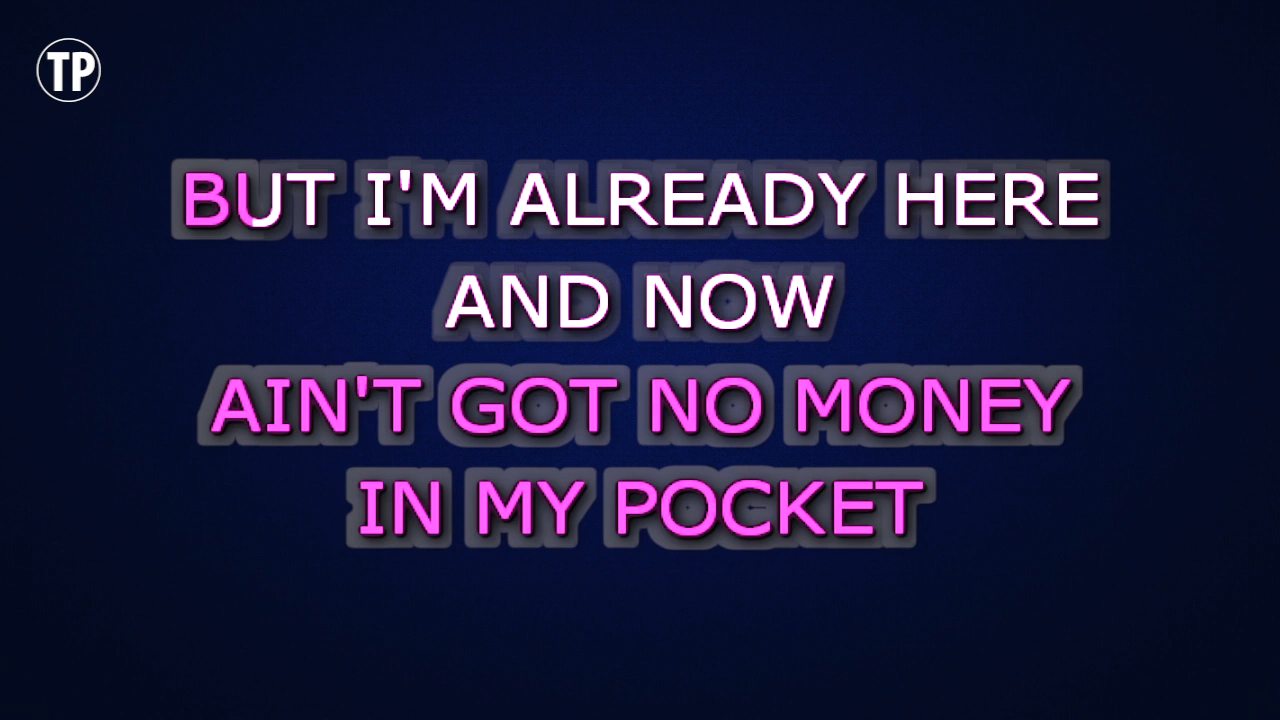 TP
BUT I'M ALREADY HERE
AND NOW
AIN'T GOT NO MONEY
IN MY POCKET